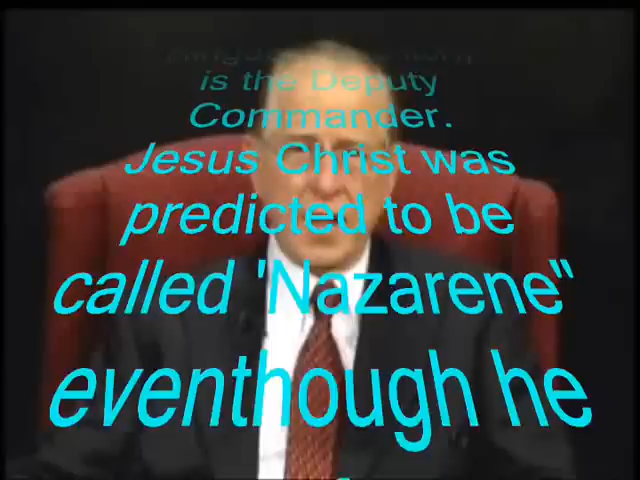 is the Deputy
Commander.
Jesus Christ was
predicted to be
called 'Nazarene"
eventhough he